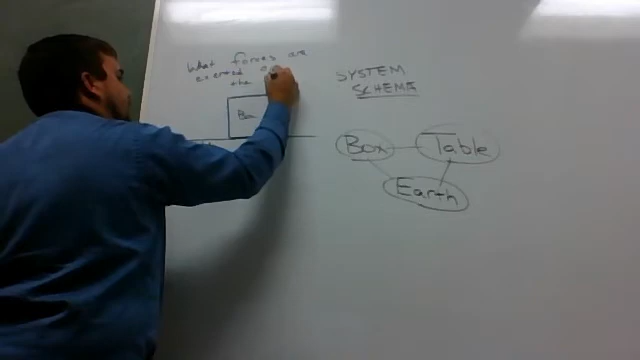 What forces are
exerted on
the
Box
SYSTEM
SCHEMA
Box
Table
Earth